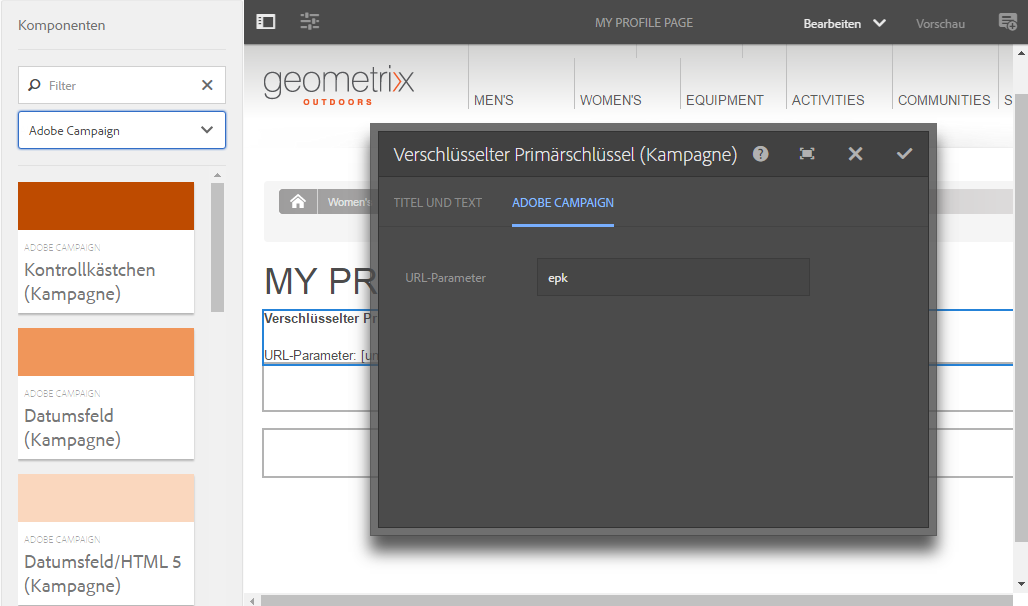 Komponenten
Filter
Adobe Campaign
ADOBE CAMPAIGN
Kontrollkästchen
(Kampagne)
ADOBE CAMPAIGN
Datumsfeld
(Kampagne)
ADOBE CAMPAIGN
Datumsfeld/HTML 5
(Kampagne)
MY PROFILE PAGE
Bearbeiten
Vorschau
geometrixx
OUTDOORS
MEN'S
WOMEN'S
EQUIPMENT
ACTIVITIES
COMMUNITIES
S
Women's
MY PR
Verschlüsselter Pr
URL-Parameter: [un
Verschlüsselter Primärschlüssel (Kampagne)
TITEL UND TEXT
ADOBE CAMPAIGN
URL-Parameter
epk